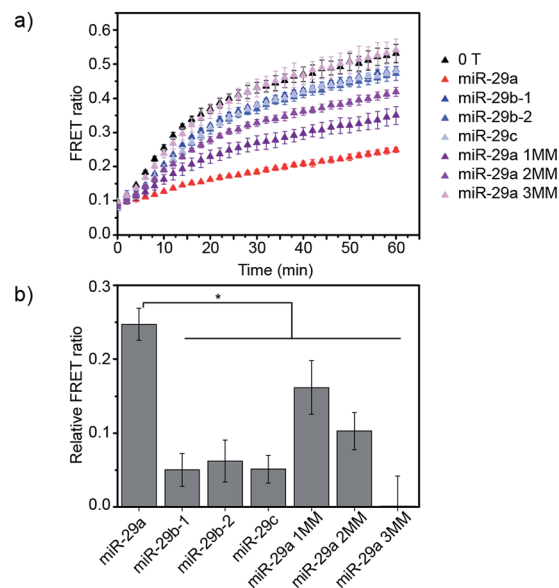 a)
0.6
0.5
0.4
0.3
0.2
0.1
0.0
FRET ratio
0 10 20 30 40 50 60
Time (min)
0 T
miR-29a
miR-29b-1
miR-29b-2
miR-29c
miR-29a 1MM
miR-29a 2MM
miR-29a 3MM
b)
0.3
0.2
0.1
0.0
Relative FRET ratio
*
miR-29a
miR-29b-1
miR-29b-2
miR-29c
miR-29a 1MM
miR-29a 2MM
miR-29a 3MM